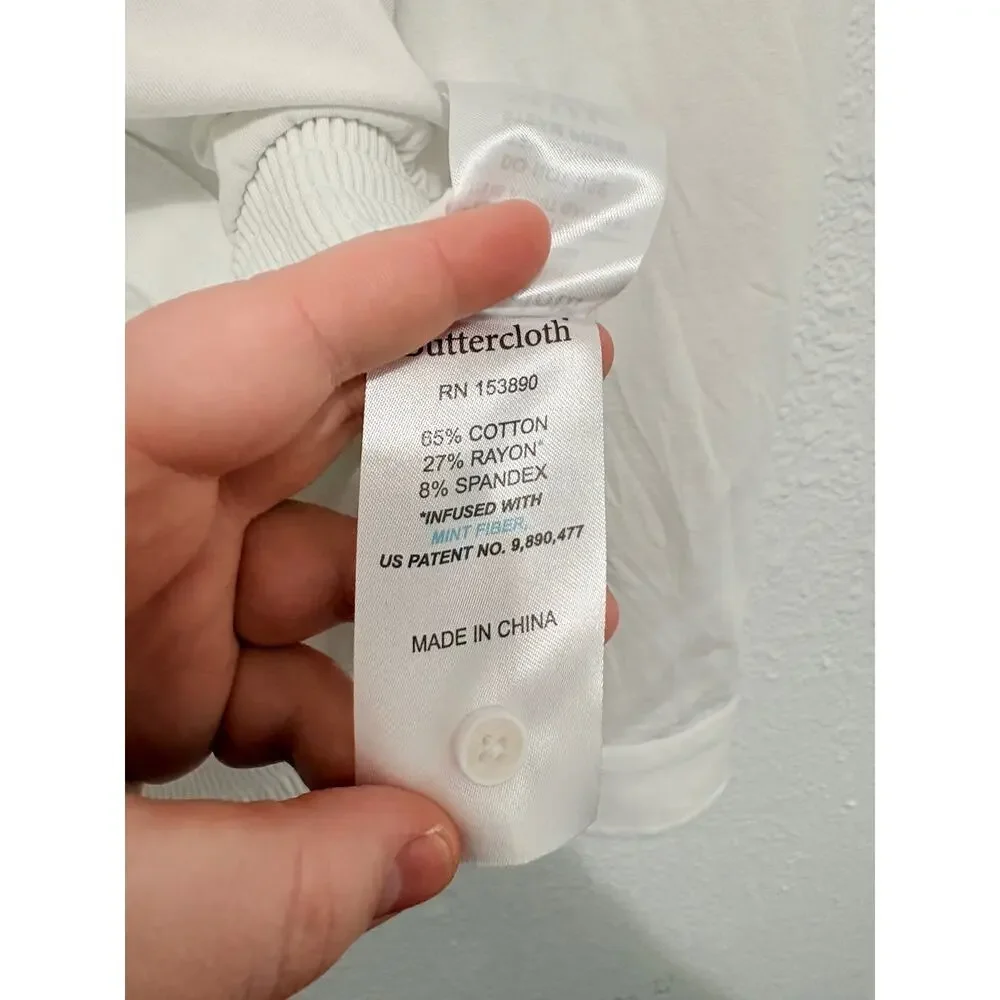 Buttercloth
RN 153890
65% COTTON
27% RAYON*
8% SPANDEX
*INFUSED WITH
MINT FIBER,
US PATENT NO. 9,890,477
MADE IN CHINA